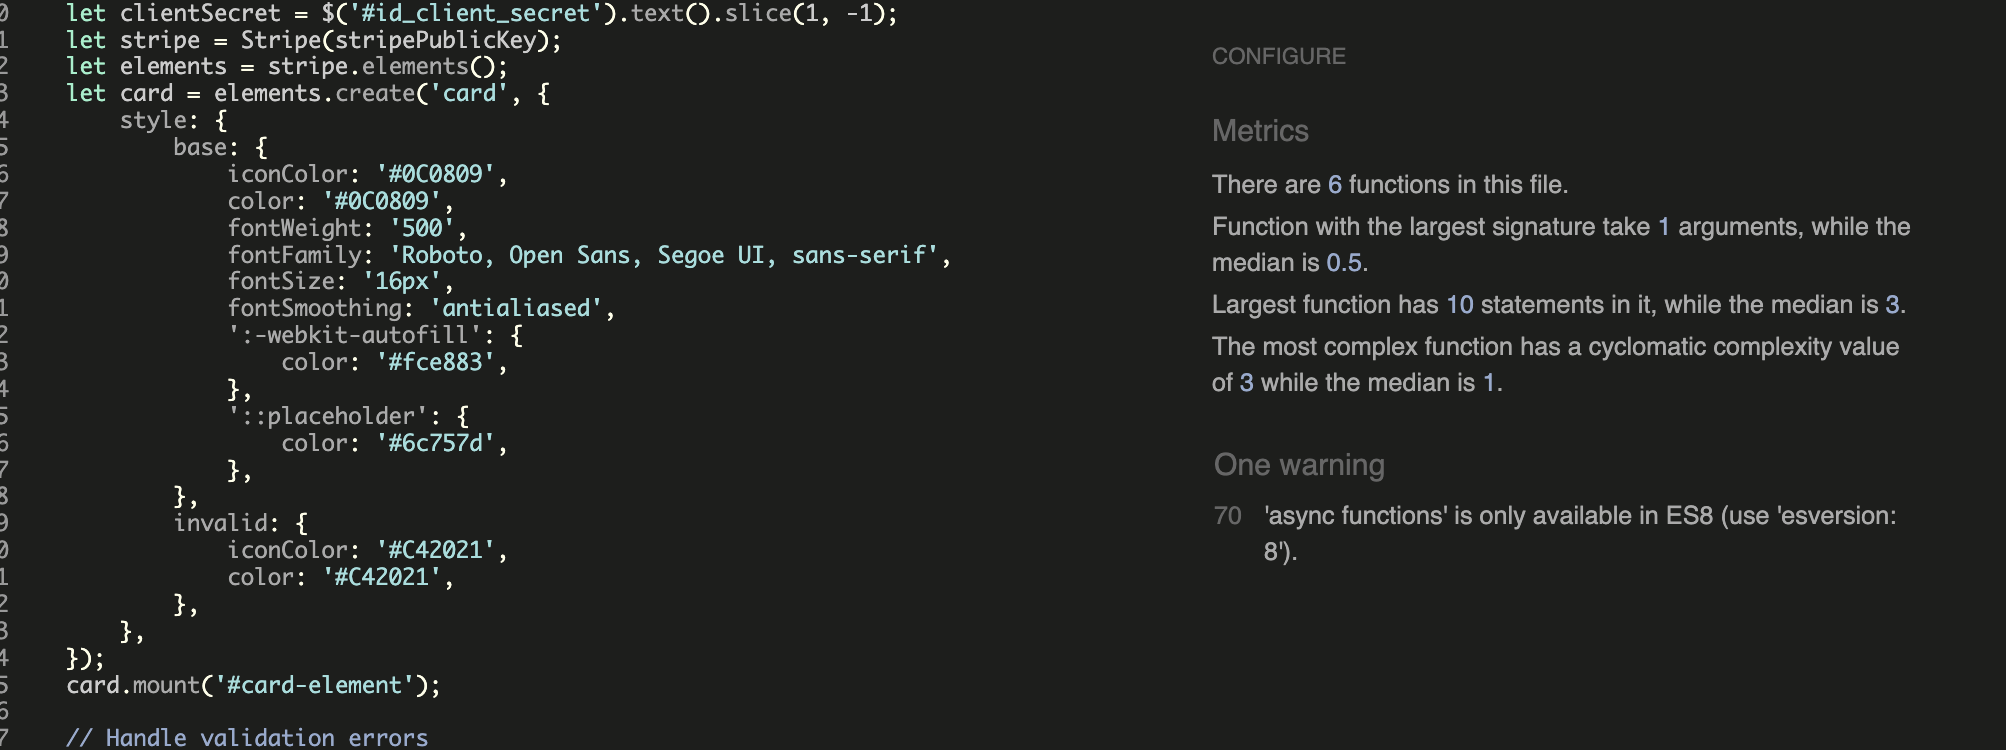 0    let clientSecret = $('#id_client_secret').text().slice(1, -1);
1    let stripe = Stripe(stripePublicKey);
2    let elements = stripe.elements();
3    let card = elements.create('card', {
4        style: {
5            base: {
6                iconColor: '#0C0809',
7                color: '#0C0809',
8                fontWeight: '500',
9                fontFamily: 'Roboto, Open Sans, Segoe UI, sans-serif',
0                fontSize: '16px',
1                fontSmoothing: 'antialiased',
2                ':-webkit-autofill': {
3                    color: '#fce883',
4                },
5                '::placeholder': {
6                    color: '#6c757d',
7                },
8            },
9            invalid: {
0                iconColor: '#C42021',
1                color: '#C42021',
2            },
3        },
4    });
5    card.mount('#card-element');
6
7    // Handle validation errors
CONFIGURE
Metrics
There are 6 functions in this file.
Function with the largest signature take 1 arguments, while the
median is 0.5.
Largest function has 10 statements in it, while the median is 3.
The most complex function has a cyclomatic complexity value
of 3 while the median is 1.
One warning
70 'async functions' is only available in ES8 (use 'esversion:
8').